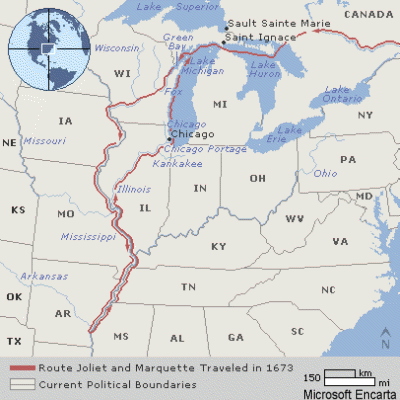 Lake Superior
CANADA
Sault Sainte Marie
Saint Ignace
Green
Bay
Wisconsin
Lake
Michigan
Lake
Huron
WI
Fox
MI
Lake
Ontario
NY
IA
Chicago
Chicago
Lake
Erie
NE
Missouri
Chicago Portage
Kankakee
PA
Ohio
Illinois
IN
OH
KS
MO
IL
WV
VA
Mississippi
KY
Arkansas
TN
NC
OK
AR
SC
TX
MS
AL
GA
N
Route Joliet and Marquette Traveled in 1673
Current Political Boundaries
150 km
mi
Microsoft Encarta